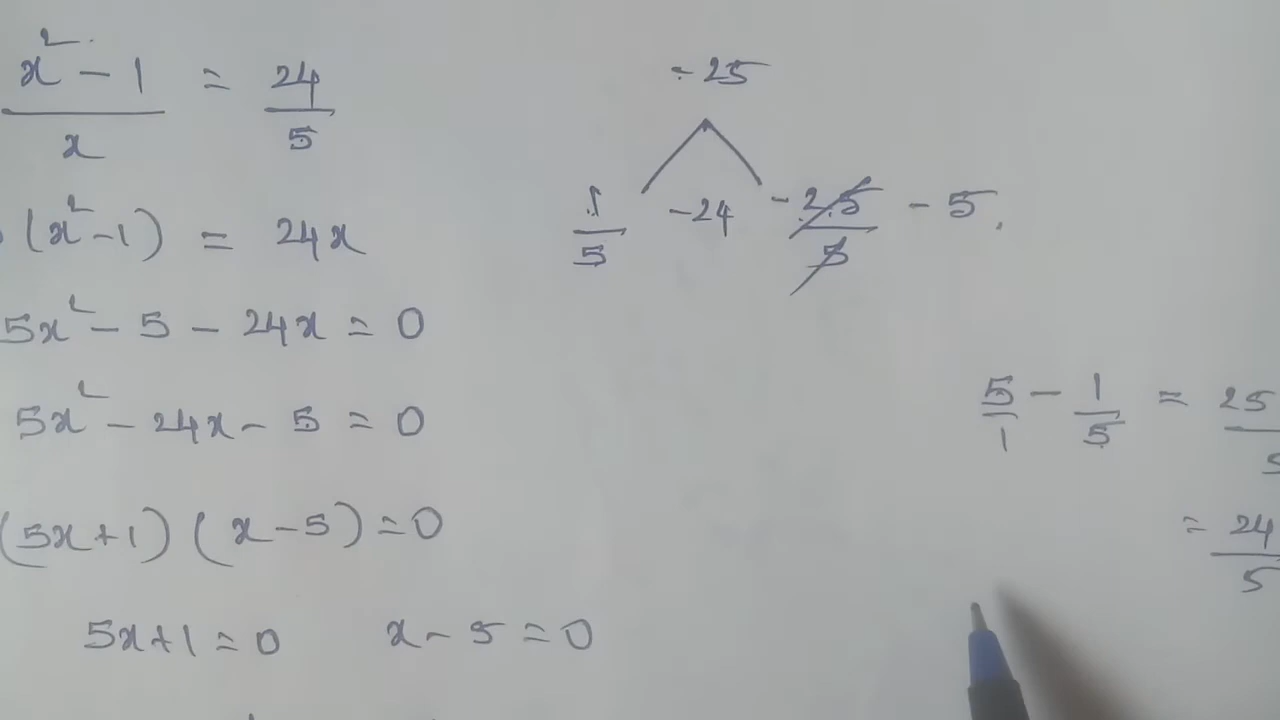 x² - 1 / x = 24 / 5
(x² - 1) = 24x
5x² - 5 - 24x = 0
5x² - 24x - 5 = 0
(5x + 1) (x - 5) = 0
5x + 1 = 0 x - 5 = 0
- 25
1 / 5 -24 - 25 / 5 - 5
5 / 1 - 1 / 5 = 25
= 24 / 5